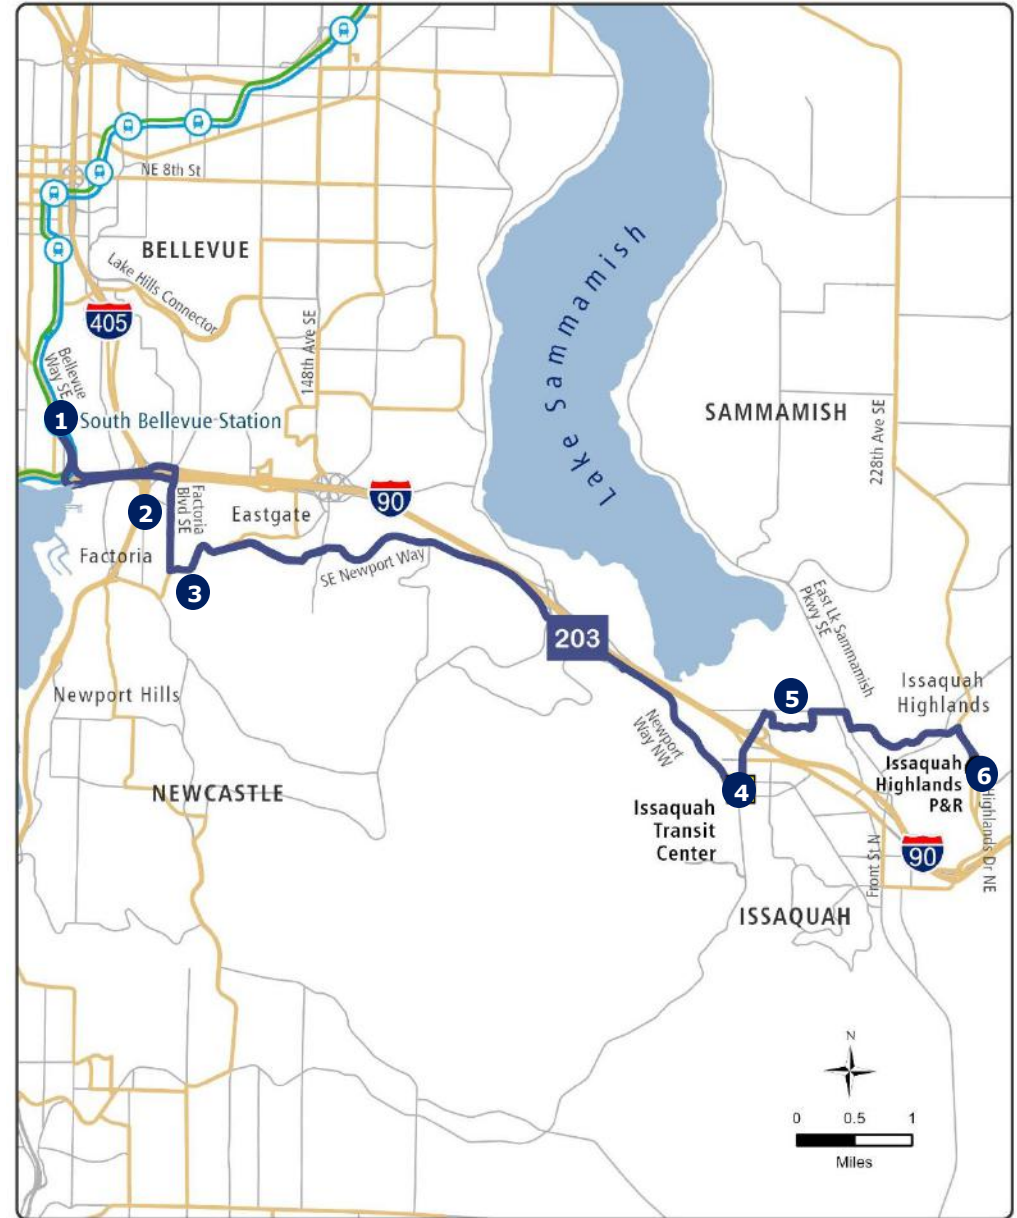 NE 8th St
BELLEVUE
Lake Hills Connector
405
148th Ave SE
Bellevue
Way SE
1
South Bellevue Station
Lake Sammamish
SAMMAMISH
228th Ave SE
2
Factoria
Blvd SE
90
Eastgate
Factoria
3
SE Newport Way
203
East Lk Sammamish
Pkwy SE
Newport Hills
5
Issaquah
Highlands
Newport
Way NW
NEWCASTLE
4
Issaquah
Transit
Center
Issaquah
Highlands
P&R
6
Highlands Dr NE
Front St N
90
ISSAQUAH
N
0 0.5 1
Miles